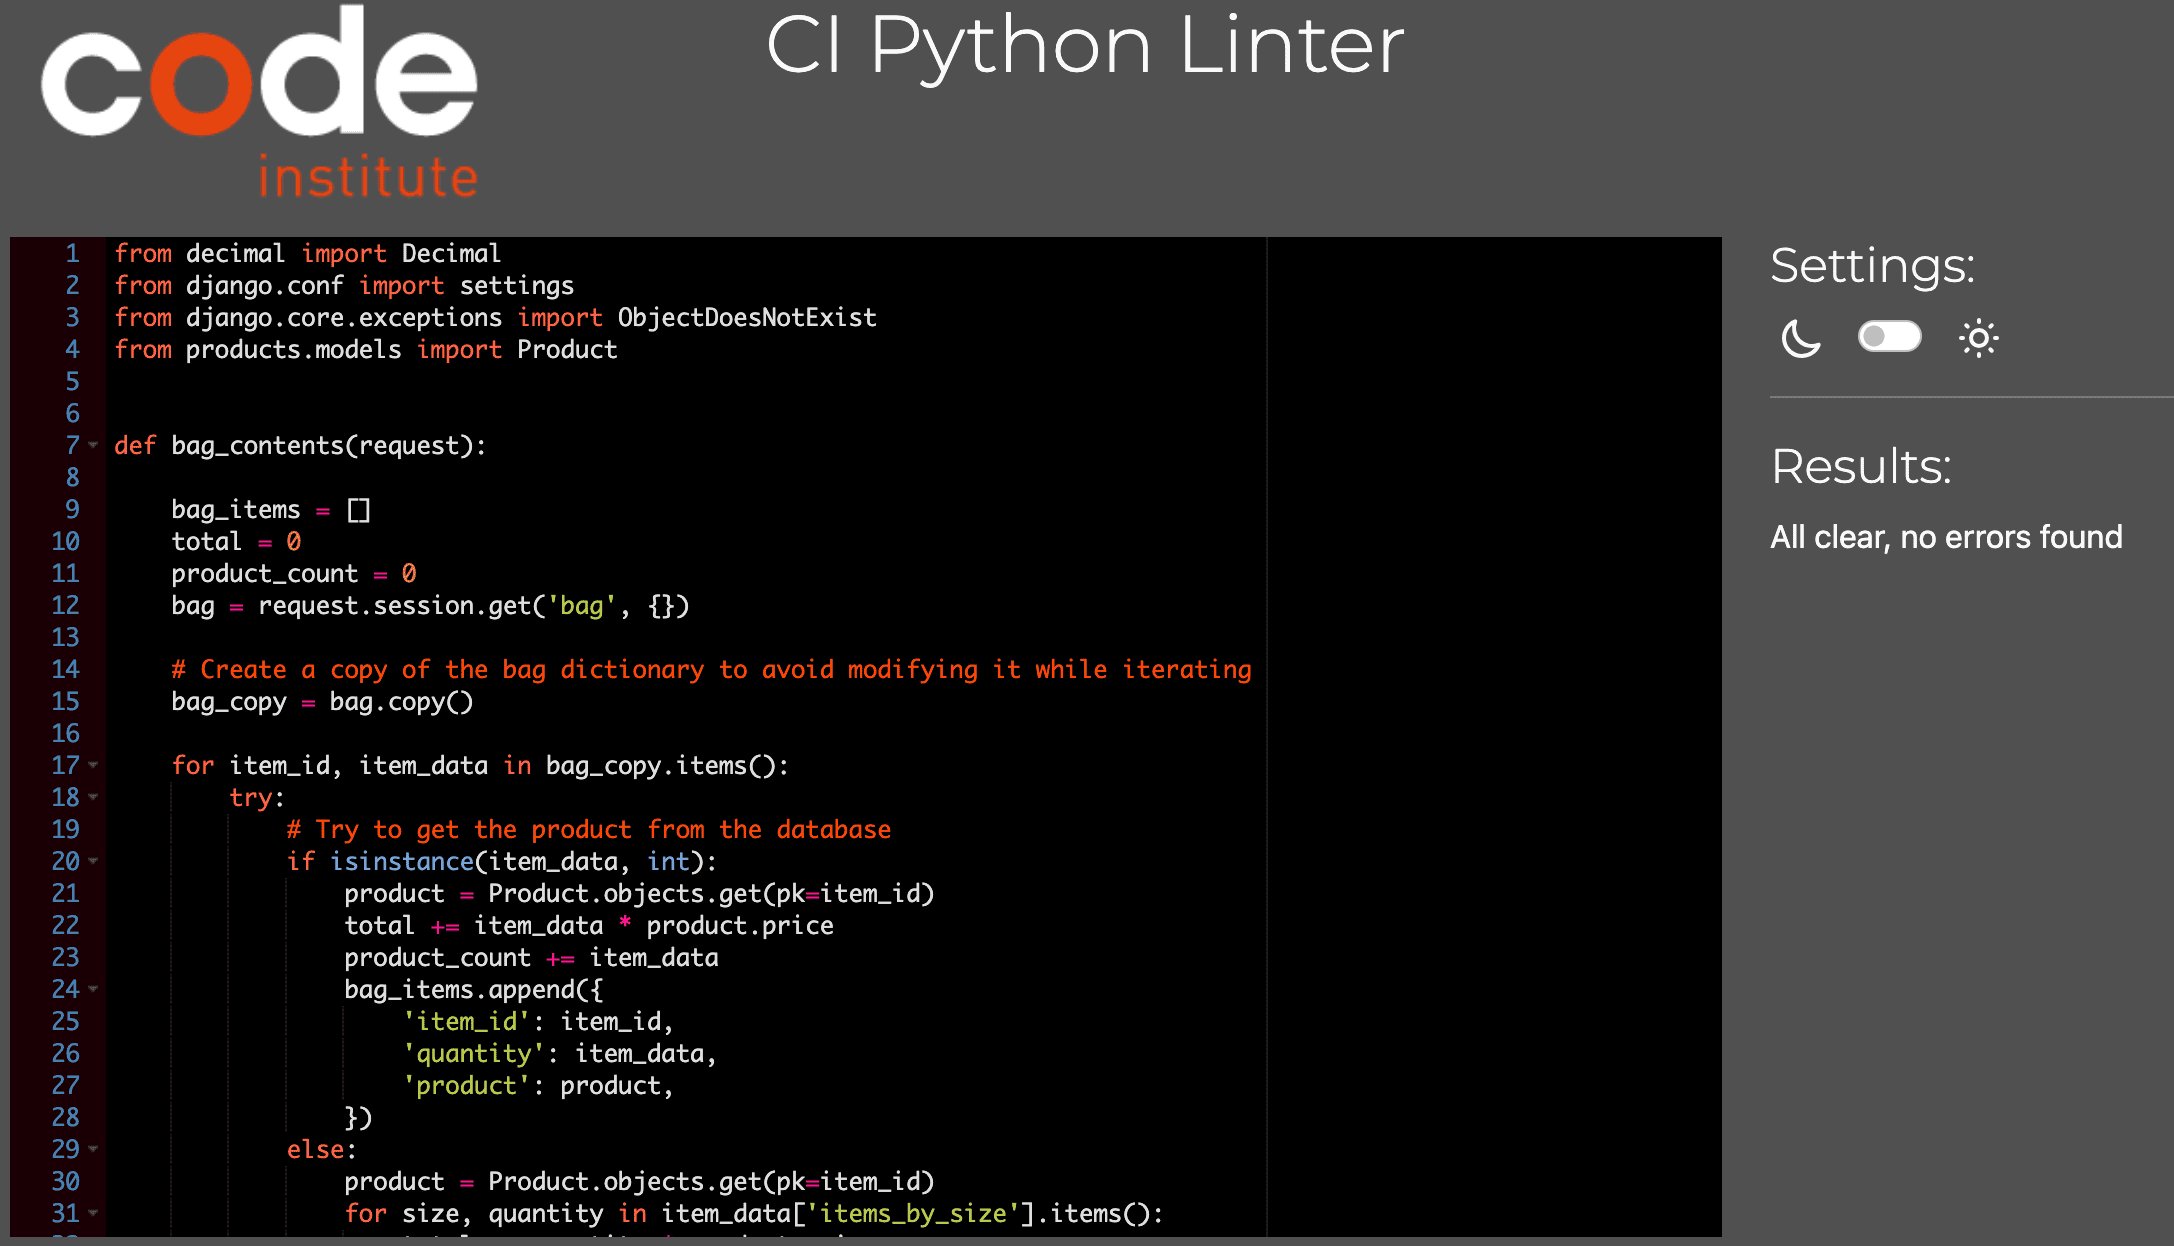 code
institute
CI Python Linter
1 from decimal import Decimal
2 from django.conf import settings
3 from django.core.exceptions import ObjectDoesNotExist
4 from products.models import Product
5
6
7 def bag_contents(request):
8
9     bag_items = []
10     total = 0
11     product_count = 0
12     bag = request.session.get('bag', {})
13
14     # Create a copy of the bag dictionary to avoid modifying it while iterating
15     bag_copy = bag.copy()
16
17     for item_id, item_data in bag_copy.items():
18         try:
19             # Try to get the product from the database
20             if isinstance(item_data, int):
21                 product = Product.objects.get(pk=item_id)
22                 total += item_data * product.price
23                 product_count += item_data
24                 bag_items.append({
25                     'item_id': item_id,
26                     'quantity': item_data,
27                     'product': product,
28                 })
29             else:
30                 product = Product.objects.get(pk=item_id)
31                 for size, quantity in item_data['items_by_size'].items():
Settings:
Results:
All clear, no errors found